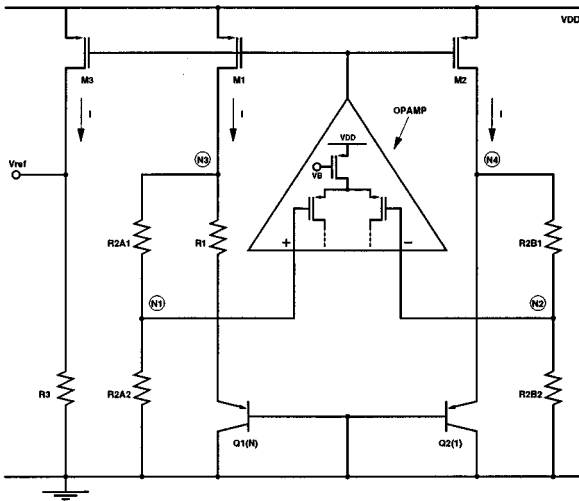 VDD
M3
M1
M2
OPAMP
I
I
I
VDD
VB
N3
N4
Vref
R2A1
R1
+
−
R2B1
N1
N2
R3
R2A2
R2B2
Q1(N)
Q2(1)